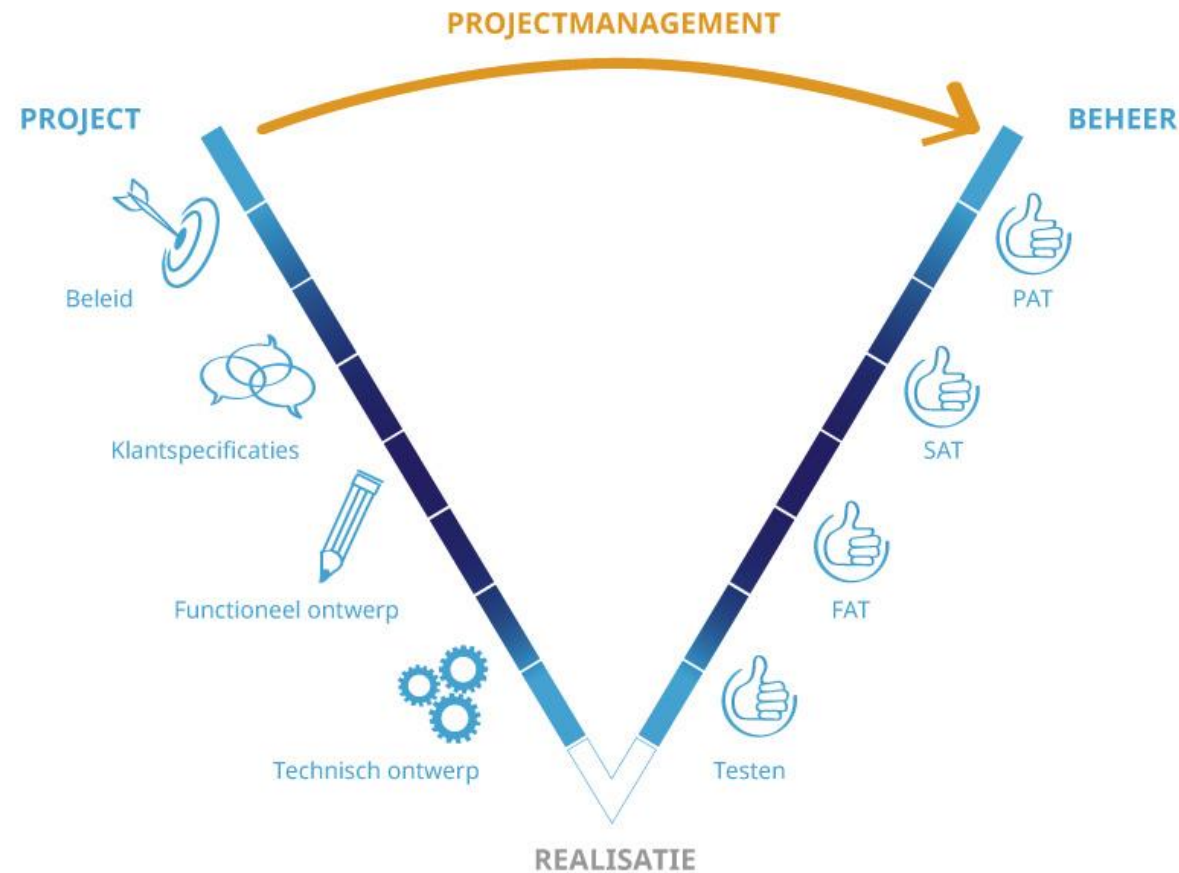 PROJECTMANAGEMENT
PROJECT
BEHEER
Beleid
PAT
Klantspecificaties
SAT
Functioneel ontwerp
FAT
Technisch ontwerp
Testen
REALISATIE